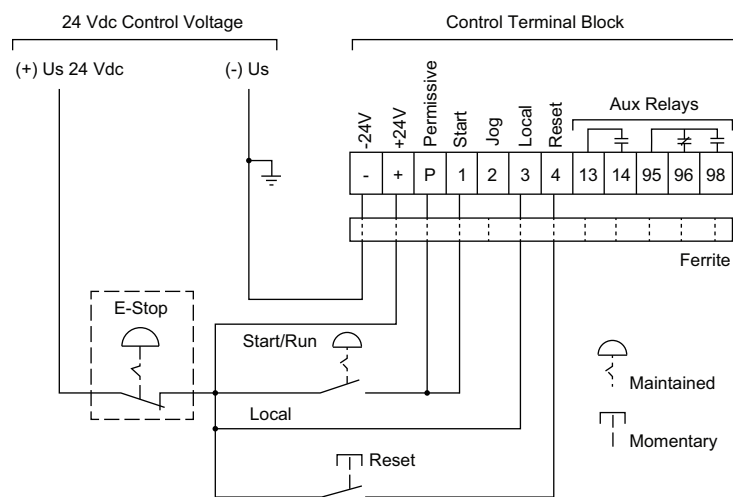 24 Vdc Control Voltage
Control Terminal Block
(+) Us 24 Vdc
(-) Us
-24V
+24V
Permissive
Start
Jog
Local
Reset
Aux Relays
- + P 1 2 3 4 13 14 95 96 98
Ferrite
E-Stop
Start/Run
Maintained
Local
Momentary
Reset